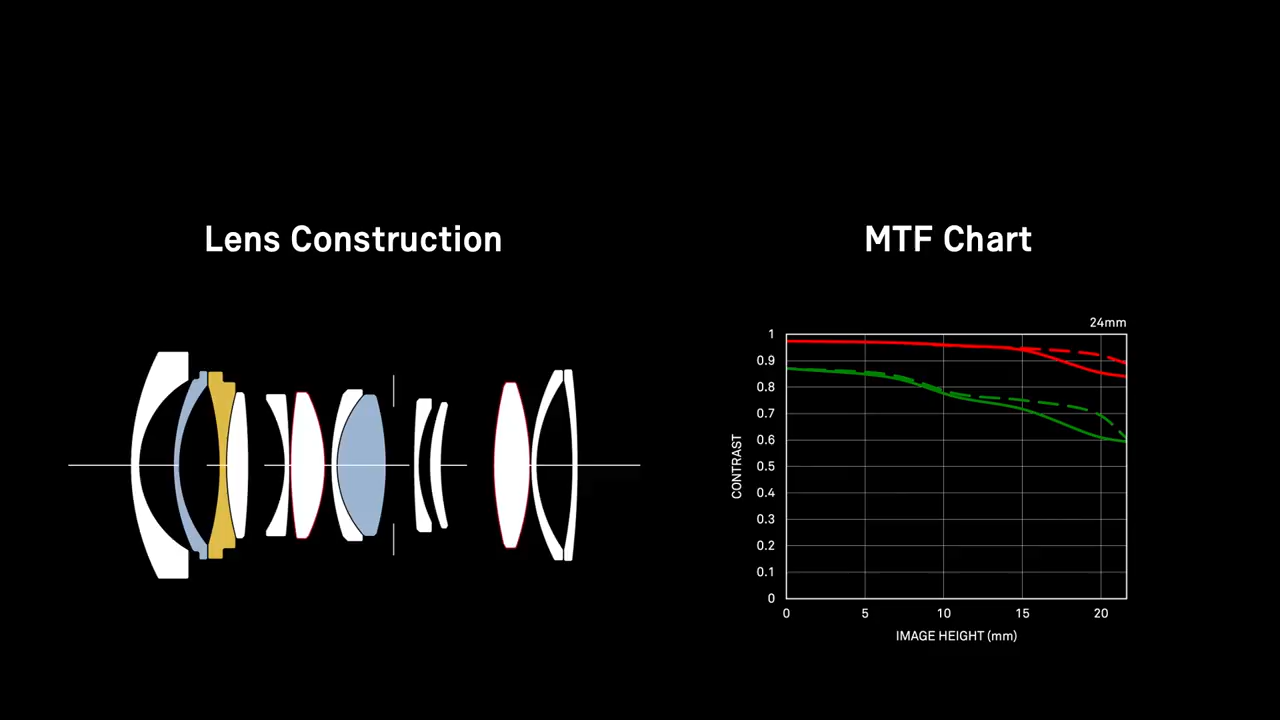 Lens Construction
MTF Chart
24mm
1
0.9
0.8
0.7
0.6
0.5
0.4
0.3
0.2
0.1
0
CONTRAST
0 5 10 15 20
IMAGE HEIGHT (mm)